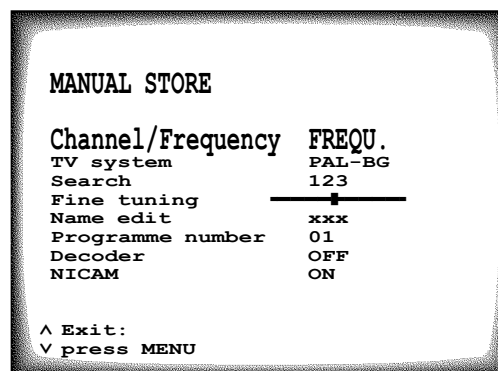 MANUAL STORE
Channel/Frequency FREQU.
TV system PAL-BG
Search 123
Fine tuning
Name edit xxx
Programme number 01
Decoder OFF
NICAM ON
^ Exit:
v press MENU